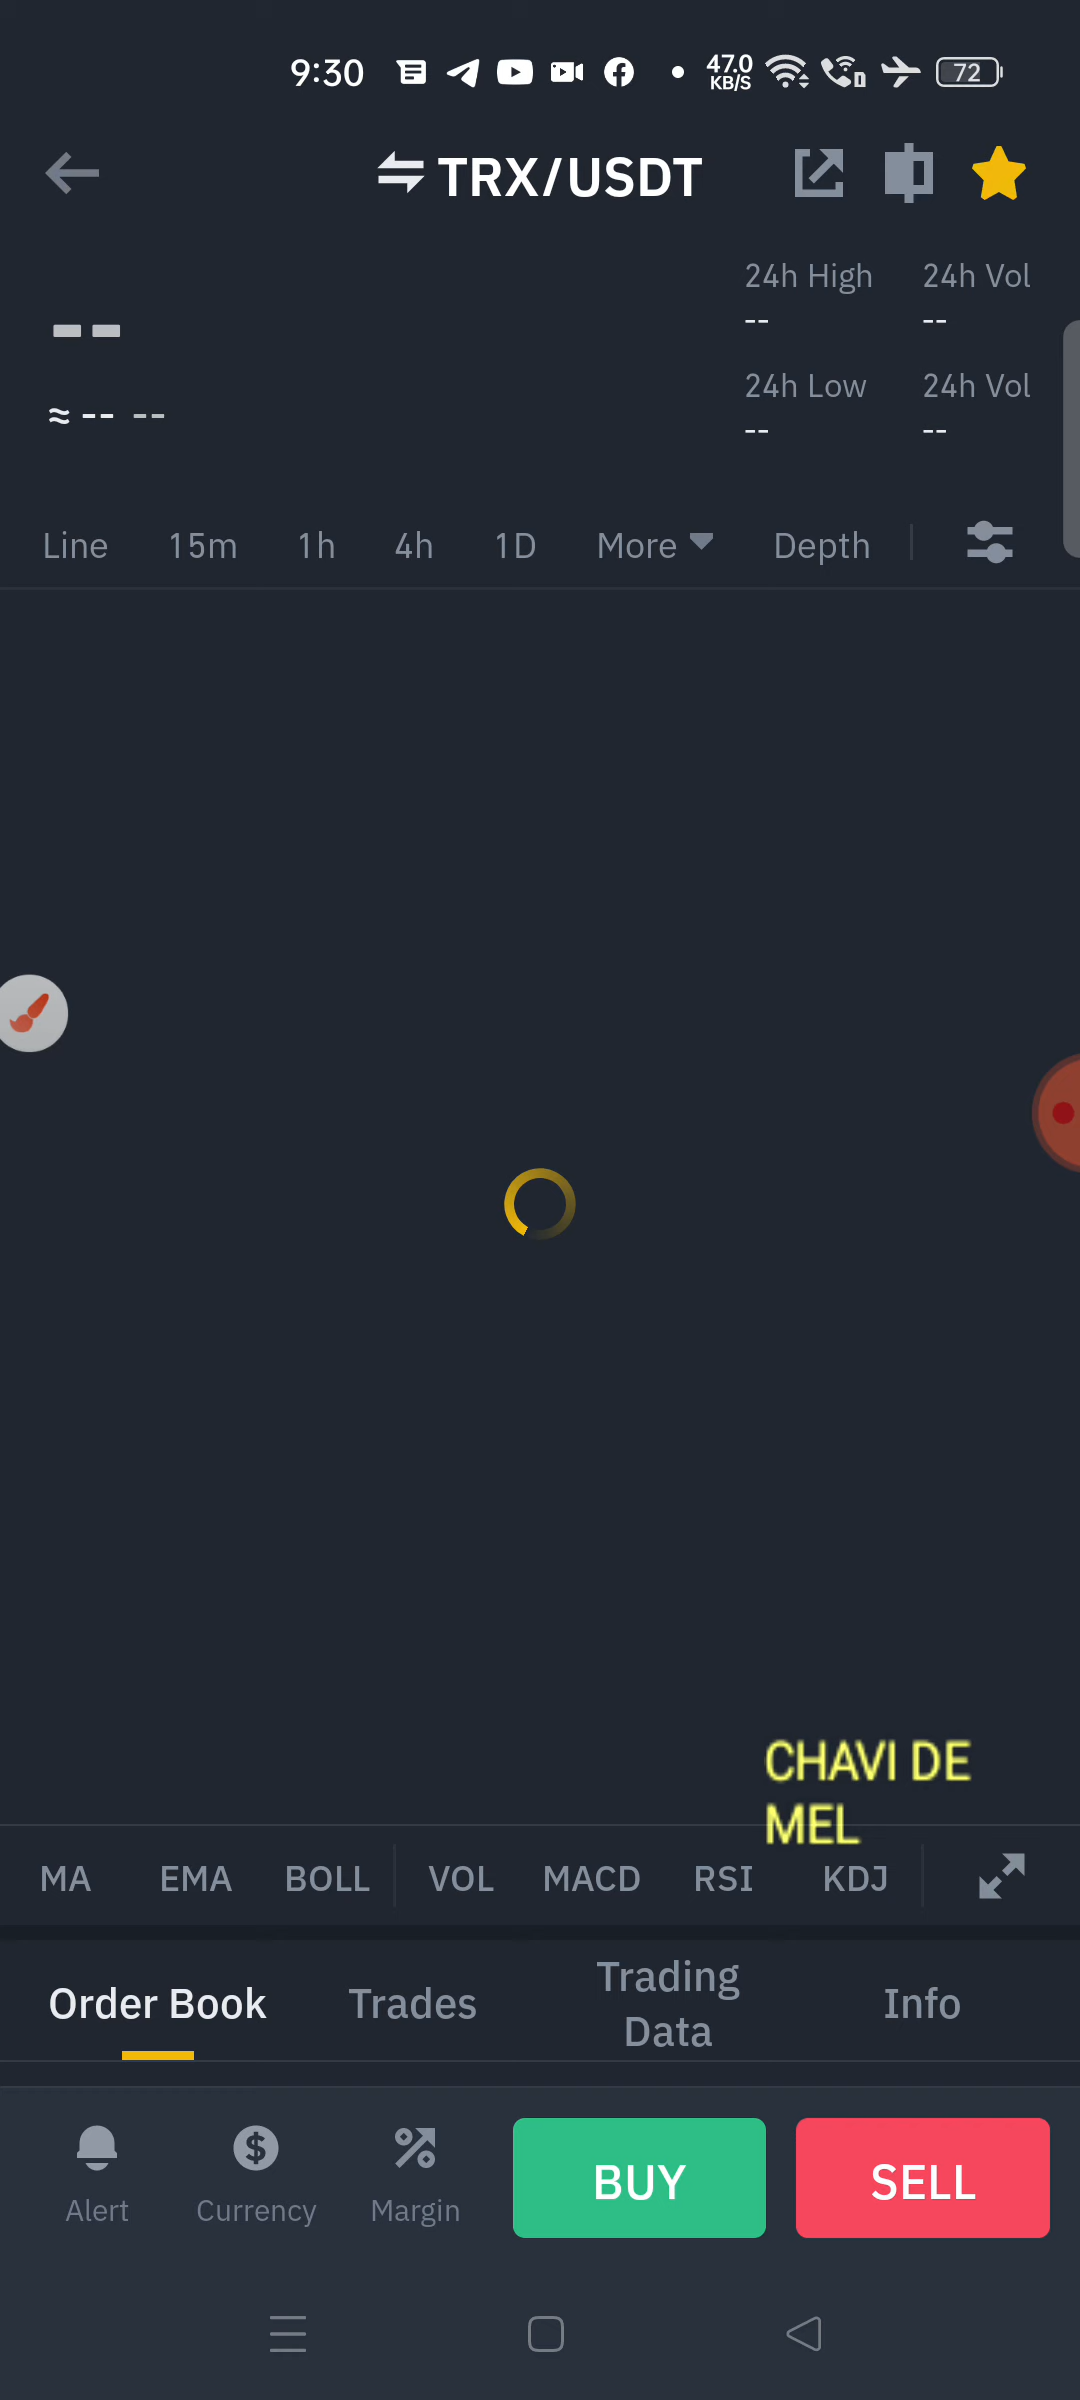 9:30 47.0 KB/S 72
TRX/USDT
24h High 24h Vol
-- -- --
24h Low 24h Vol
≈ -- -- -- --
Line 15m 1h 4h 1D More Depth
CHAVI DE
MEL
MA EMA BOLL VOL MACD RSI KDJ
Order Book Trades Trading Data Info
BUY SELL
Alert Currency Margin